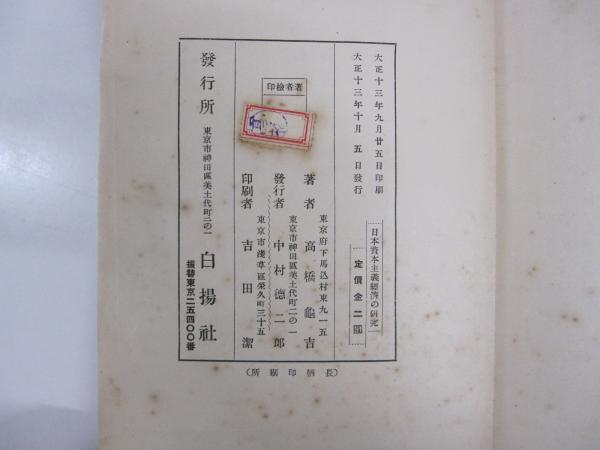 大正十三年九月廿五日印刷
大正十三年十月五日發行
日本資本主義經濟の研究
定價金二圓
著者檢印
東京府下馬込村東九一五
著者 高橋龜吉
東京市神田區美土代町二の一
發行者 中村德二郎
東京市淺草區榮久町三十五
印刷者 吉田潔
發行所 東京市神田區美土代町二の一 白揚社
振替東京二五四〇〇番
(長柄印刷所)